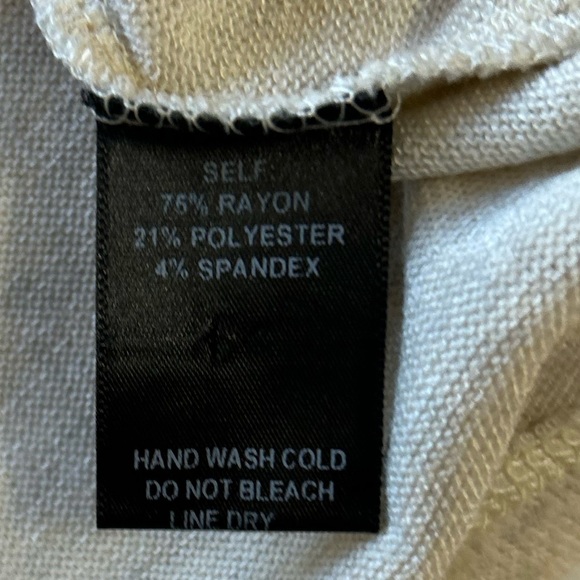 SELF:
75% RAYON
21% POLYESTER
4% SPANDEX
HAND WASH COLD
DO NOT BLEACH
LINE DRY